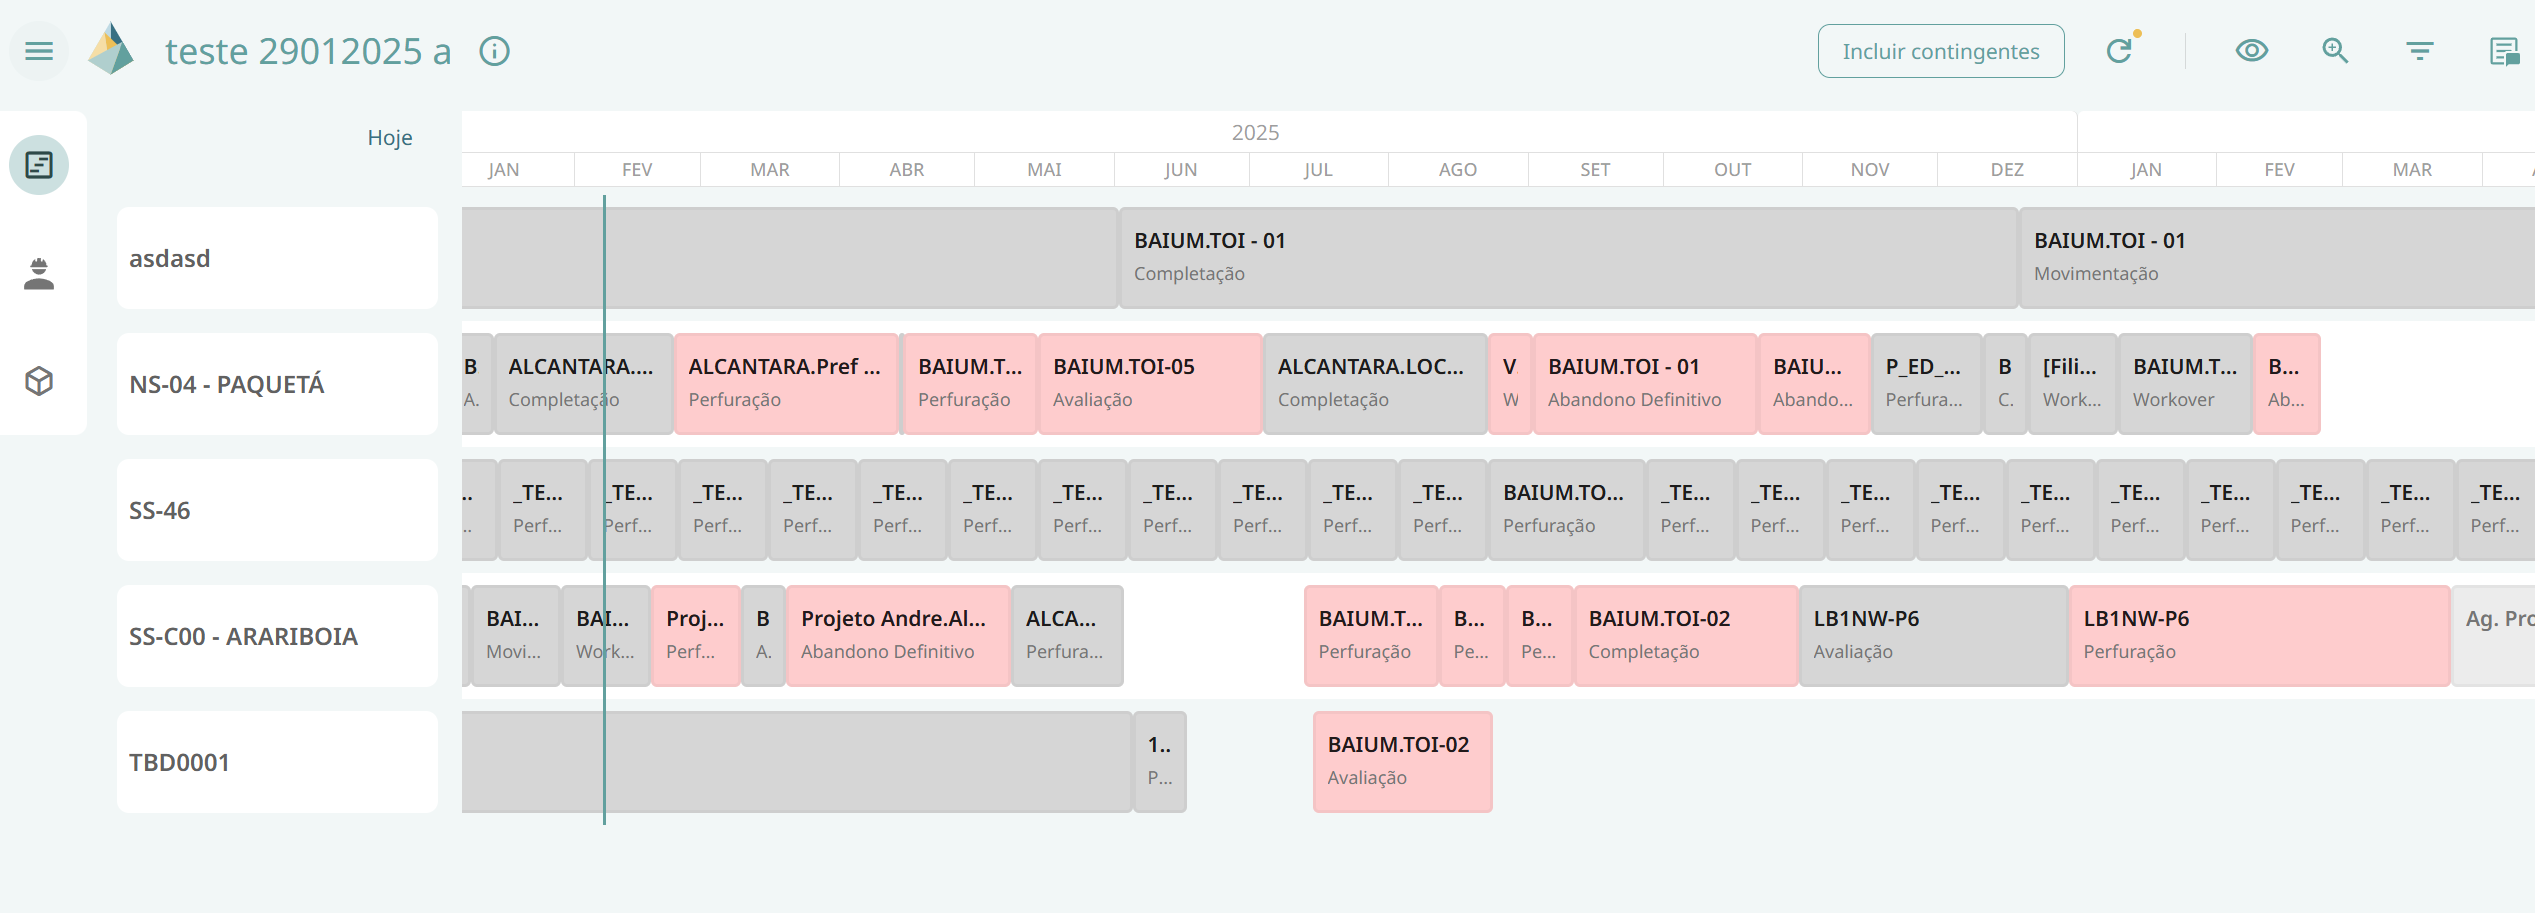 teste 29012025 a
Incluir contingentes
Hoje
2025
JAN FEV MAR ABR MAI JUN JUL AGO SET OUT NOV DEZ JAN FEV MAR
asdasd
BAIUM.TOI - 01
Completação
BAIUM.TOI - 01
Movimentação
NS-04 - PAQUETÁ
B
A.
ALCANTARA....
Completação
ALCANTARA.Pref ...
Perfuração
BAIUM.T...
Perfuração
BAIUM.TOI-05
Avaliação
ALCANTARA.LOC...
Completação
V.
W
BAIUM.TOI - 01
Abandono Definitivo
BAIU...
Abando...
P_ED_...
Perfura...
B
C.
[Fili...
Work...
BAIUM.T...
Workover
B...
Ab...
SS-46
..
..
_TE...
Perf...
_TE...
Perf...
_TE...
Perf...
_TE...
Perf...
_TE...
Perf...
_TE...
Perf...
_TE...
Perf...
_TE...
Perf...
_TE...
Perf...
_TE...
Perf...
_TE...
Perf...
BAIUM.TO...
Perfuração
_TE...
Perf...
_TE...
Perf...
_TE...
Perf...
_TE...
Perf...
_TE...
Perf...
_TE...
Perf...
_TE...
Perf...
_TE...
Perf...
_TE...
Perf...
_TE...
Perf...
SS-C00 - ARARIBOIA
BAI...
Movi...
BAI...
Work...
Proj...
Perf...
B
A.
Projeto Andre.Al...
Abandono Definitivo
ALCA...
Perfura...
BAIUM.T...
Perfuração
B...
Pe...
B...
Pe...
BAIUM.TOI-02
Completação
LB1NW-P6
Avaliação
LB1NW-P6
Perfuração
Ag. Pro
TBD0001
1..
P...
BAIUM.TOI-02
Avaliação